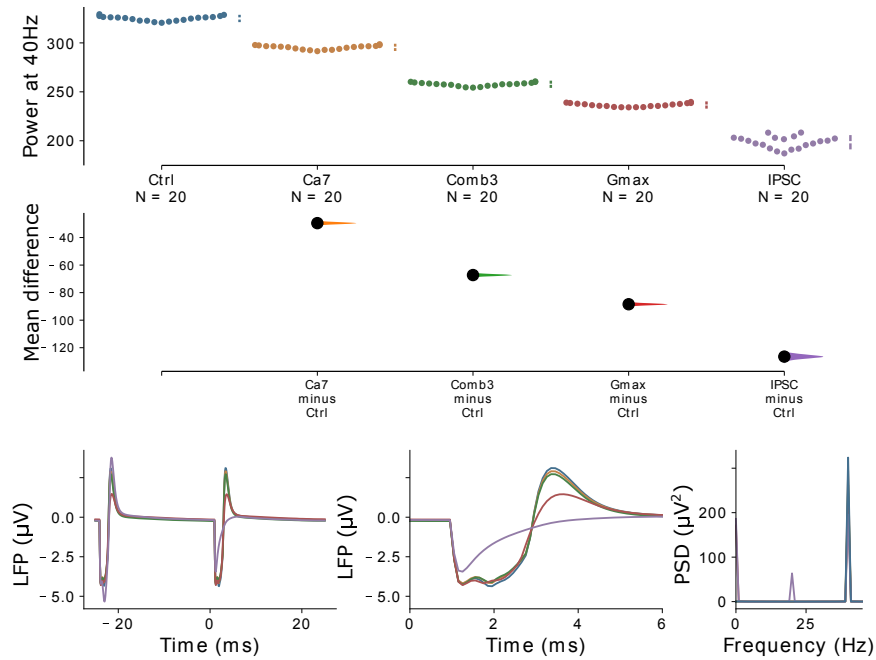 Power at 40Hz
300
250
200
Ctrl
N = 20
Ca7
N = 20
Comb3
N = 20
Gmax
N = 20
IPSC
N = 20
Mean difference
− 40
− 60
− 80
− 100
− 120
Ca7
minus
Ctrl
Comb3
minus
Ctrl
Gmax
minus
Ctrl
IPSC
minus
Ctrl
LFP (μV)
0.0
− 2.5
− 5.0
− 20
0
20
Time (ms)
LFP (μV)
0.0
− 2.5
− 5.0
0
2
4
6
Time (ms)
PSD (μV²)
200
100
0
0
25
Frequency (Hz)